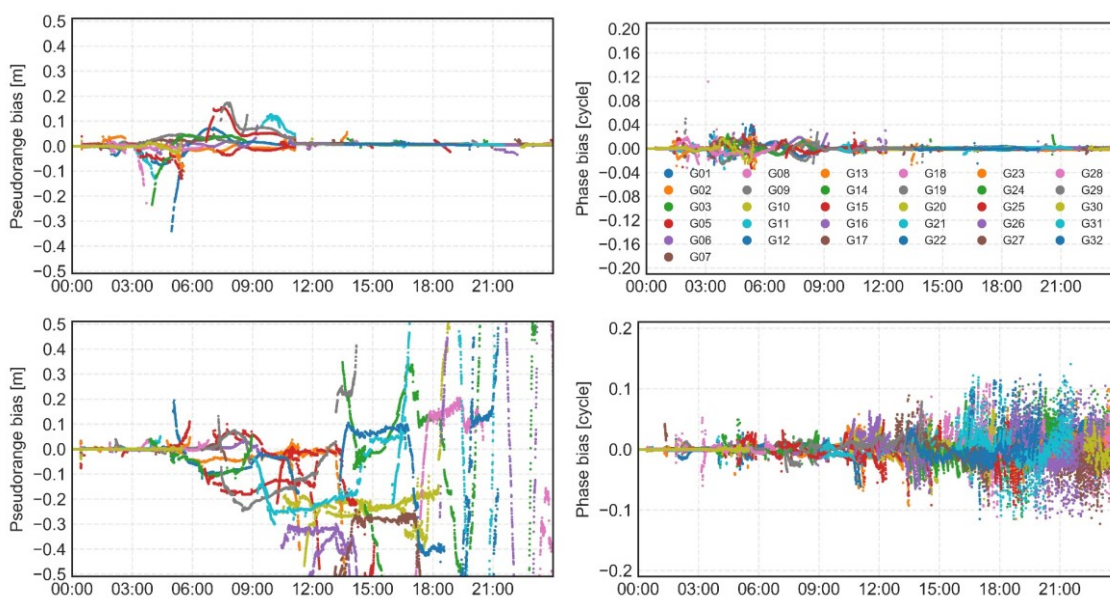 Pseudorange bias [m]
0.5
0.4
0.3
0.2
0.1
0.0
−0.1
−0.2
−0.3
−0.4
−0.5
00:00 03:00 06:00 09:00 12:00 15:00 18:00 21:00
Phase bias [cycle]
0.20
0.16
0.12
0.08
0.04
0.00
−0.04
−0.08
−0.12
−0.16
−0.20
G01 G08 G13 G18 G23 G28
G02 G09 G14 G19 G24 G29
G03 G10 G15 G20 G25 G30
G05 G11 G16 G21 G26 G31
G06 G12 G17 G22 G27 G32
G07
00:00 03:00 06:00 09:00 12:00 15:00 18:00 21:00
Pseudorange bias [m]
0.5
0.4
0.3
0.2
0.1
0.0
−0.1
−0.2
−0.3
−0.4
−0.5
00:00 03:00 06:00 09:00 12:00 15:00 18:00 21:00
Phase bias [cycle]
0.2
0.1
0.0
−0.1
−0.2
00:00 03:00 06:00 09:00 12:00 15:00 18:00 21:00